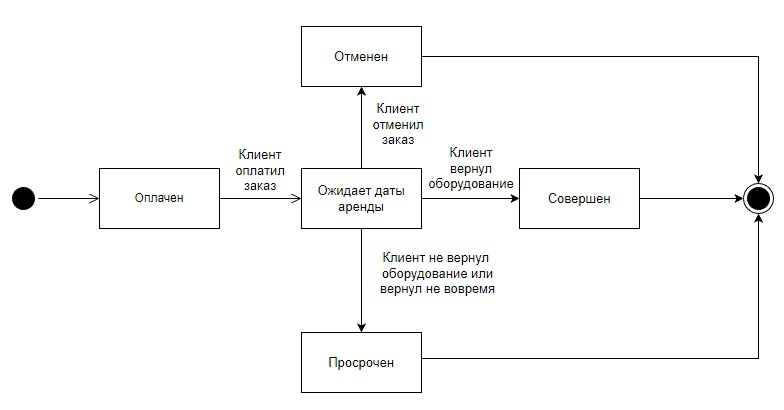 Отменен
Клиент
отменил
заказ
Клиент
оплатил
заказ
Клиент
вернул
оборудование
Оплачен
Ожидает даты
аренды
Совершен
Клиент не вернул
оборудование или
вернул не вовремя
Просрочен